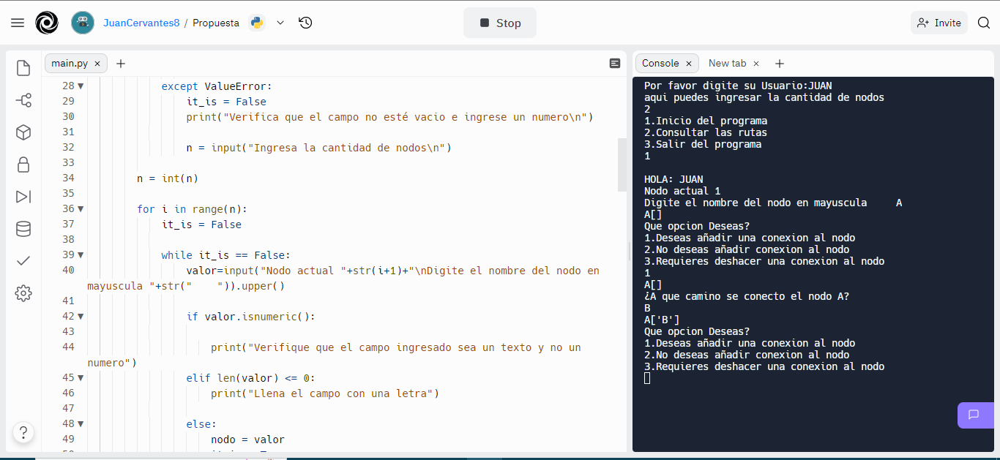 JuanCervantes8 / Propuesta
Stop
Invite
main.py × +
28 except ValueError:
29 it_is = False
30 print("Verifica que el campo no esté vacio e ingrese un numero\n")
31
32 n = input("Ingresa la cantidad de nodos\n")
33
34 n = int(n)
35
36 for i in range(n):
37 it_is = False
38
39 while it_is == False:
40 valor=input("Nodo actual "+str(i+1)+"\nDigite el nombre del nodo en
mayuscula "+str("    ")).upper()
41
42 if valor.isnumeric():
43
44 print("Verifique que el campo ingresado sea un texto y no un
numero")
45 elif len(valor) <= 0:
46 print("Llena el campo con una letra")
47
48 else:
49 nodo = valor
?
Console × New tab × +
Por favor digite su Usuario:JUAN
aqui puedes ingresar la cantidad de nodos
2
1.Inicio del programa
2.Consultar las rutas
3.Salir del programa
1
HOLA: JUAN
Nodo actual 1
Digite el nombre del nodo en mayuscula     A
A[]
Que opcion Deseas?
1.Deseas añadir una conexion al nodo
2.No deseas añadir conexion al nodo
3.Requieres deshacer una conexion al nodo
1
A[]
¿A que camino se conecto el nodo A?
B
A['B']
Que opcion Deseas?
1.Deseas añadir una conexion al nodo
2.No deseas añadir conexion al nodo
3.Requieres deshacer una conexion al nodo